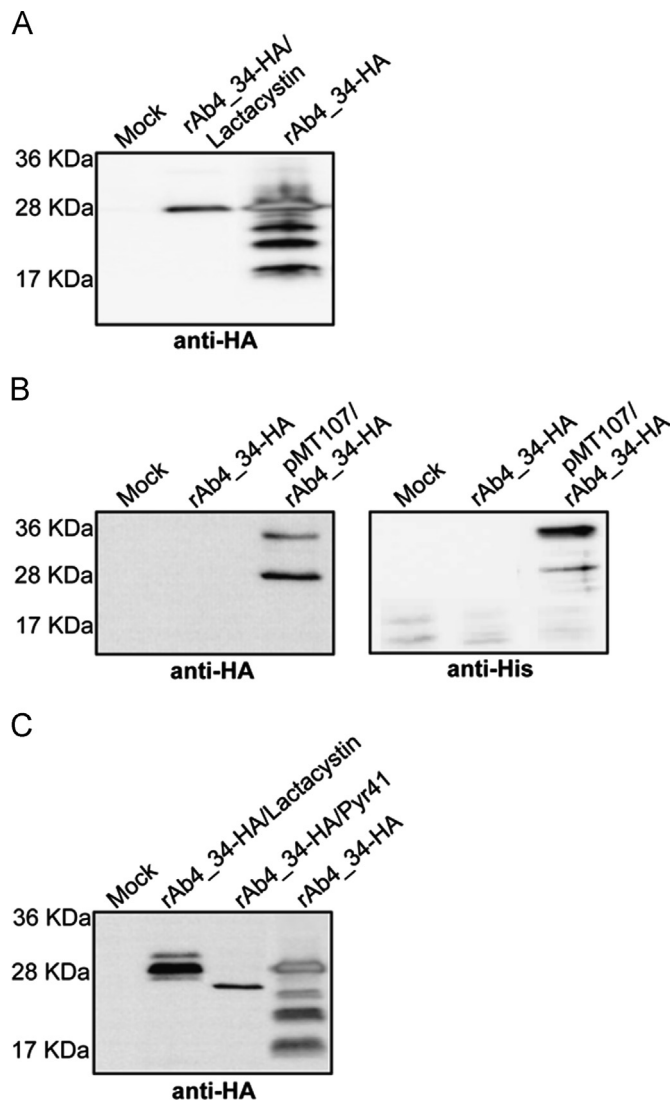 A
Mock
rAb4_34-HA/
Lactacystin
rAb4_34-HA
36 KDa
28 KDa
17 KDa
anti-HA
B
Mock
rAb4_34-HA
pMT107/
rAb4_34-HA
Mock
rAb4_34-HA
pMT107/
rAb4_34-HA
36 KDa
28 KDa
17 KDa
anti-HA
anti-His
C
Mock
rAb4_34-HA/Lactacystin
rAb4_34-HA/Pyr41
rAb4_34-HA
36 KDa
28 KDa
17 KDa
anti-HA